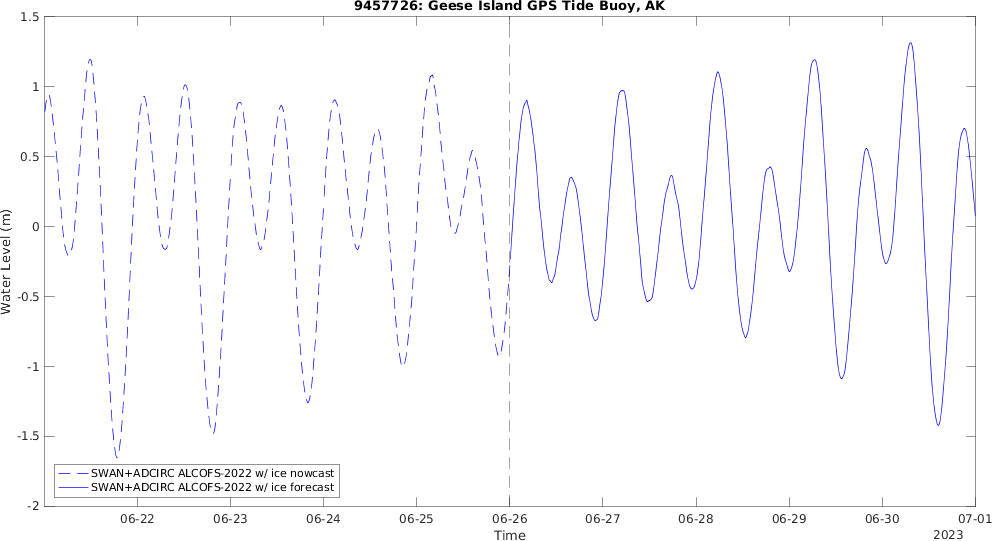 9457726: Geese Island GPS Tide Buoy, AK
1.5
1
0.5
0
-0.5
-1
-1.5
-2
Water Level (m)
SWAN+ADCIRC ALCOFS-2022 w/ ice nowcast
SWAN+ADCIRC ALCOFS-2022 w/ ice forecast
06-22 06-23 06-24 06-25 06-26 06-27 06-28 06-29 06-30 07-01
Time
2023